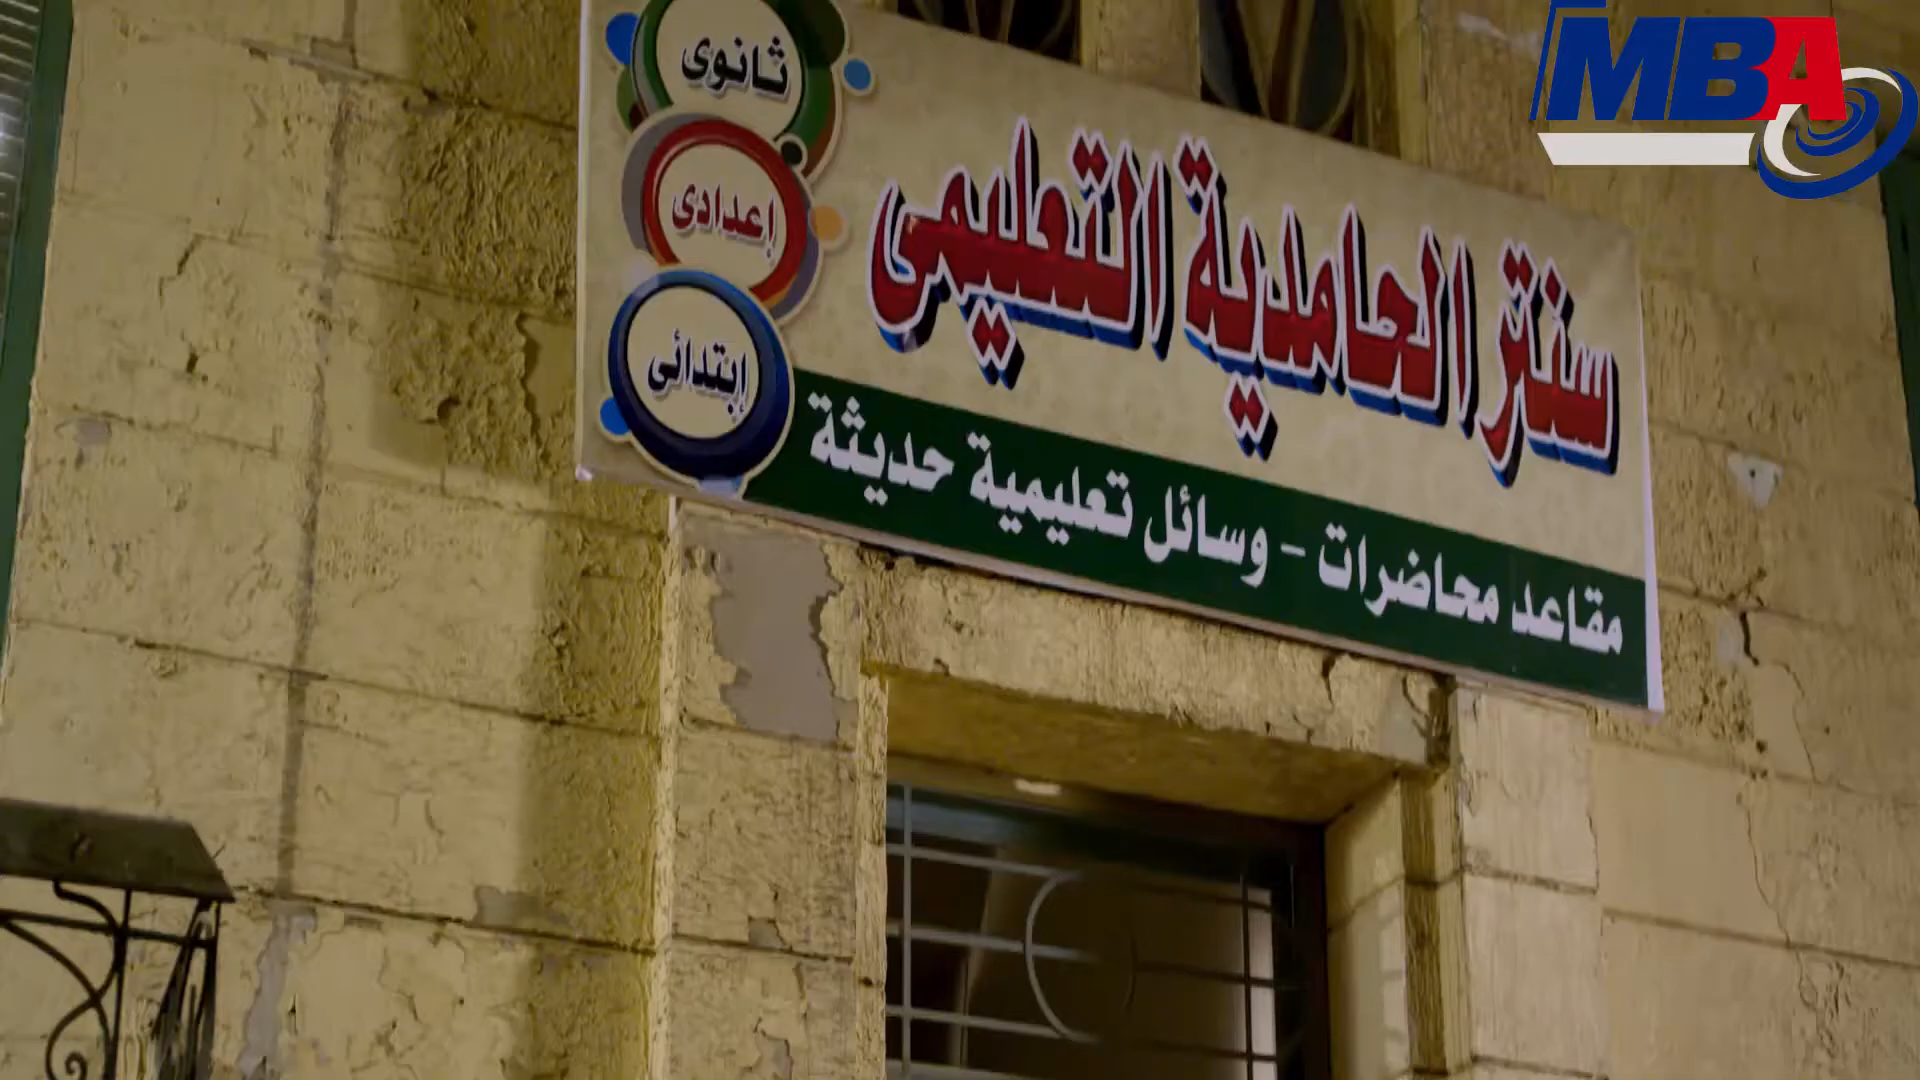 MBA
ثانوى
إعدادى
إبتدائى
سنتر الحامدية التعليمى
مقاعد محاضرات - وسائل تعليمية حديثة